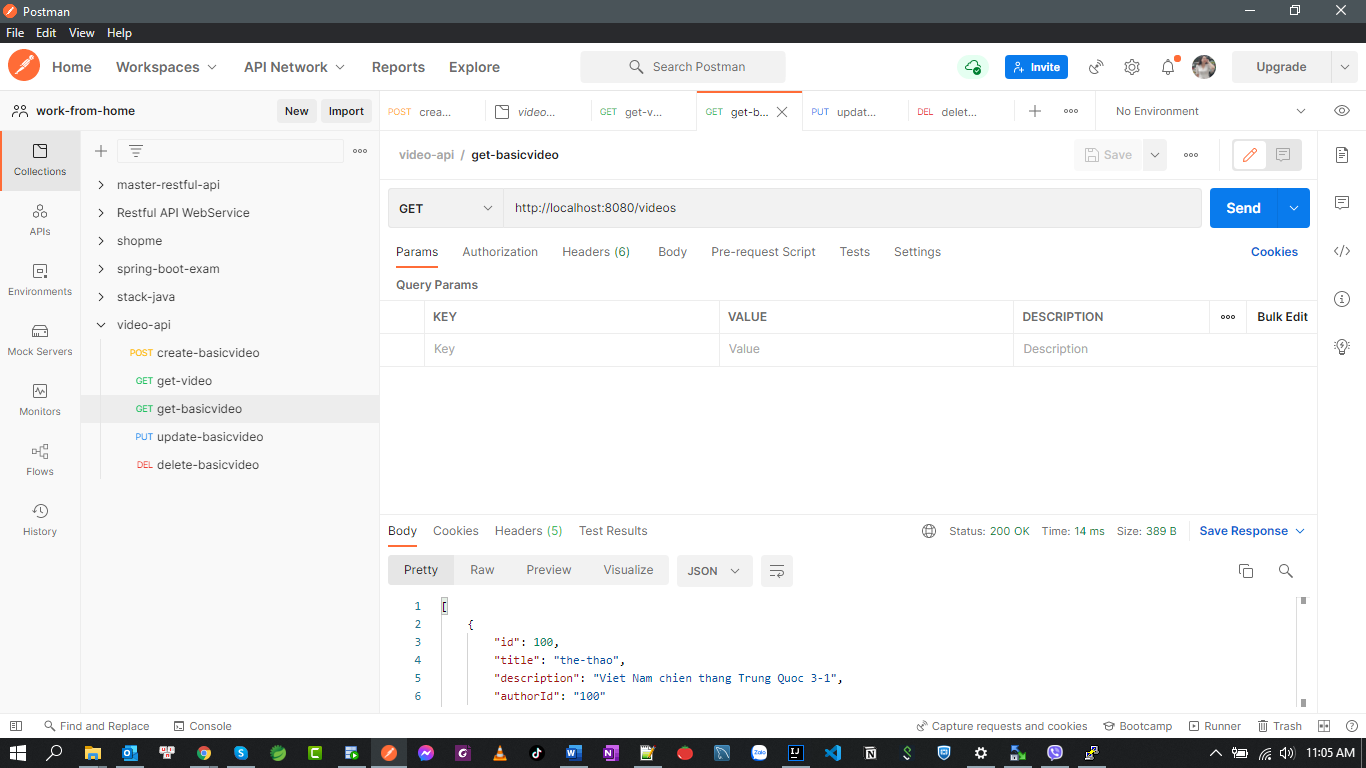 Postman
File Edit View Help
Home Workspaces API Network Reports Explore Search Postman Invite Upgrade
work-from-home New Import
POST crea... video... GET get-v... GET get-b... PUT updat... DEL delet... No Environment
Collections
APIs
Environments
Mock Servers
Monitors
Flows
History
master-restful-api
Restful API WebService
shopme
spring-boot-exam
stack-java
video-api
POST create-basicvideo
GET get-video
GET get-basicvideo
PUT update-basicvideo
DEL delete-basicvideo
video-api / get-basicvideo Save
GET http://localhost:8080/videos Send
Params Authorization Headers (6) Body Pre-request Script Tests Settings Cookies
Query Params
KEY VALUE DESCRIPTION Bulk Edit
Key Value Description
Body Cookies Headers (5) Test Results Status: 200 OK Time: 14 ms Size: 389 B Save Response
Pretty Raw Preview Visualize JSON
1 [
2 {
3 "id": 100,
4 "title": "the-thao",
5 "description": "Viet Nam chien thang Trung Quoc 3-1",
6 "authorId": "100"
Find and Replace Console Capture requests and cookies Bootcamp Runner Trash
11:05 AM